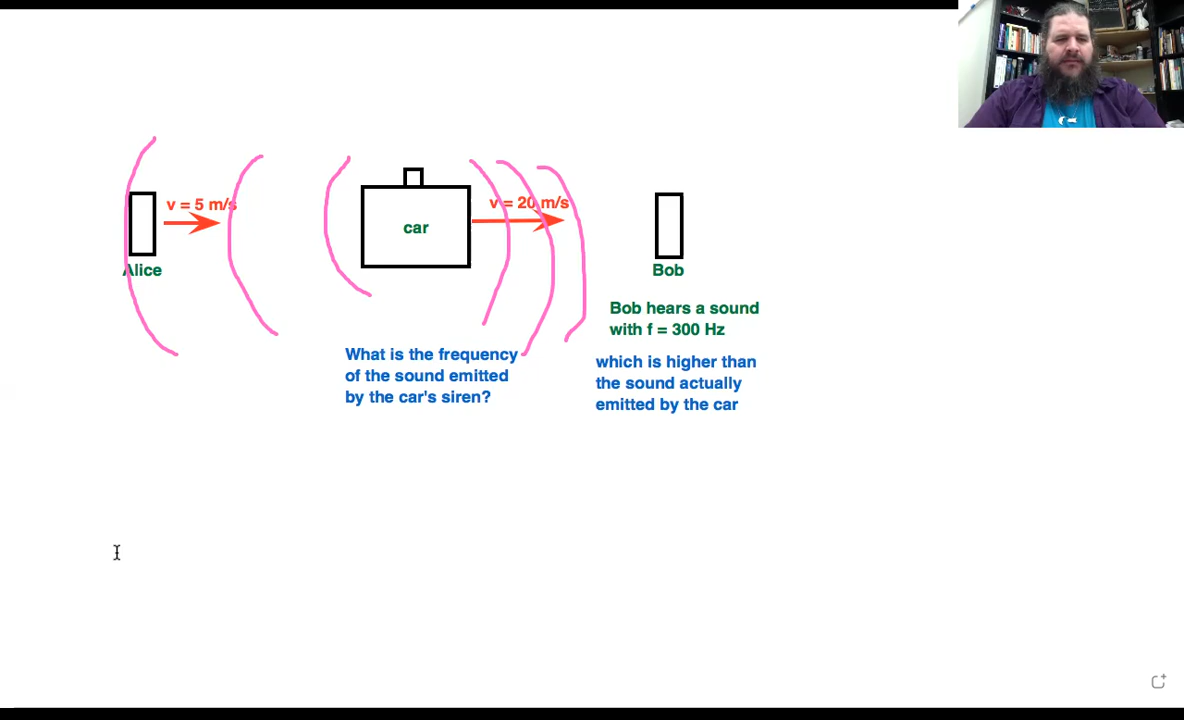 v = 5 m/s
v = 20 m/s
car
Alice
Bob
Bob hears a sound
with f = 300 Hz
What is the frequency
of the sound emitted
by the car's siren?
which is higher than
the sound actually
emitted by the car